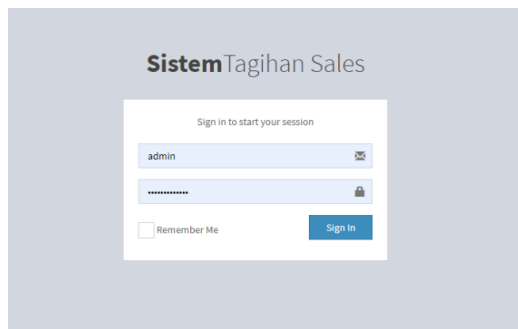 SistemTagihan Sales
Sign in to start your session
admin
•••••••••••••
Remember Me
Sign In